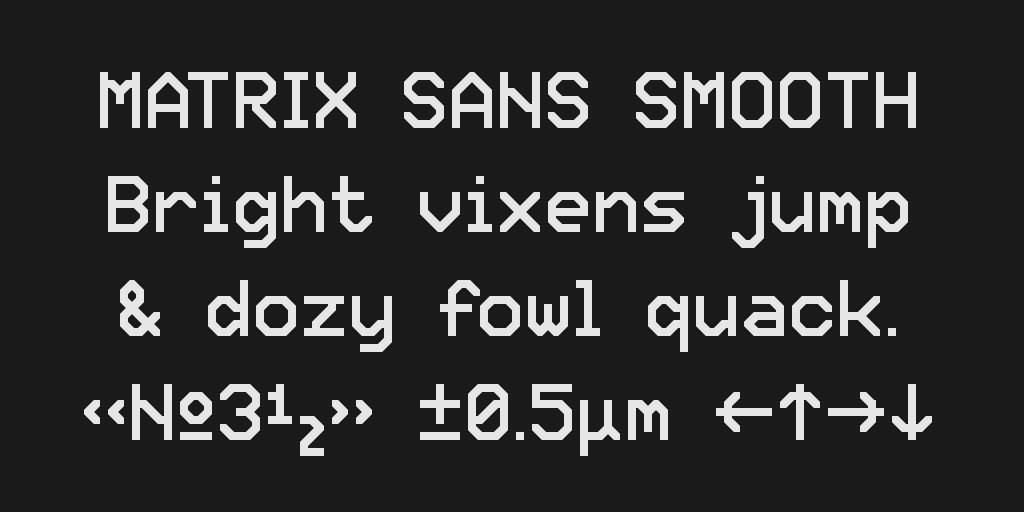 MATRIX SANS SMOOTH
Bright vixens jump
& dozy fowl quack.
«№3¹₂» ±0.5µm ←↑→↓